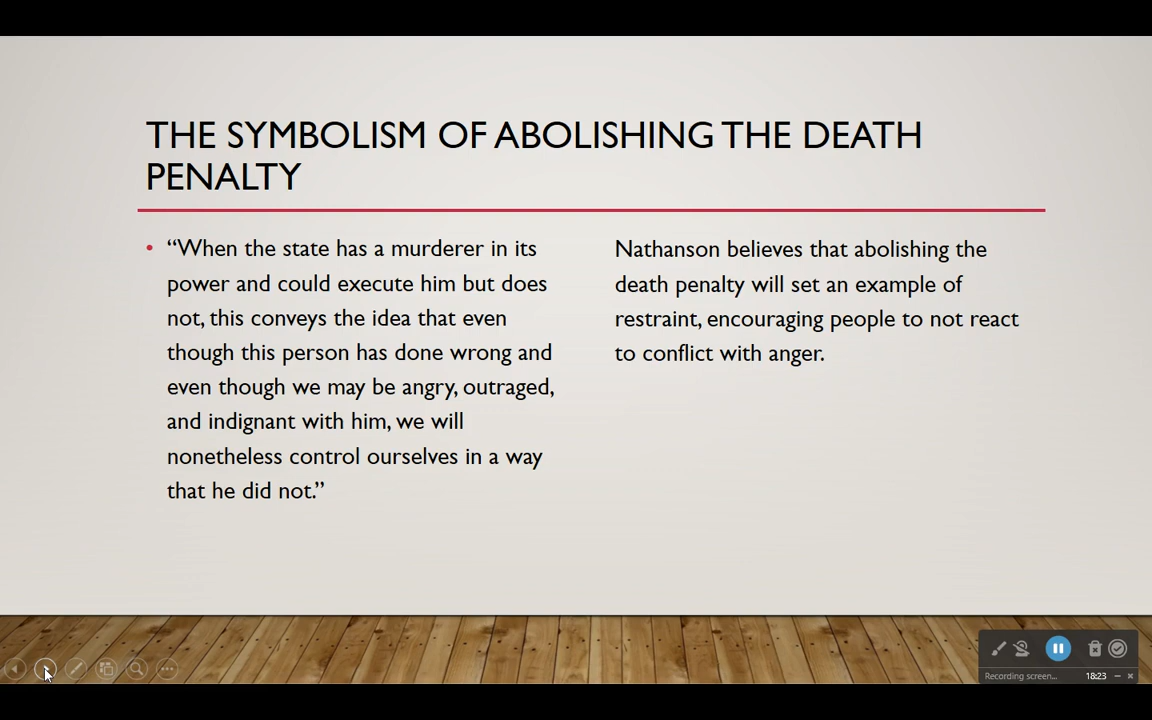 THE SYMBOLISM OF ABOLISHING THE DEATH
PENALTY
• “When the state has a murderer in its
power and could execute him but does
not, this conveys the idea that even
though this person has done wrong and
even though we may be angry, outraged,
and indignant with him, we will
nonetheless control ourselves in a way
that he did not.”
Nathanson believes that abolishing the
death penalty will set an example of
restraint, encouraging people to not react
to conflict with anger.
Recording screen... 18:23